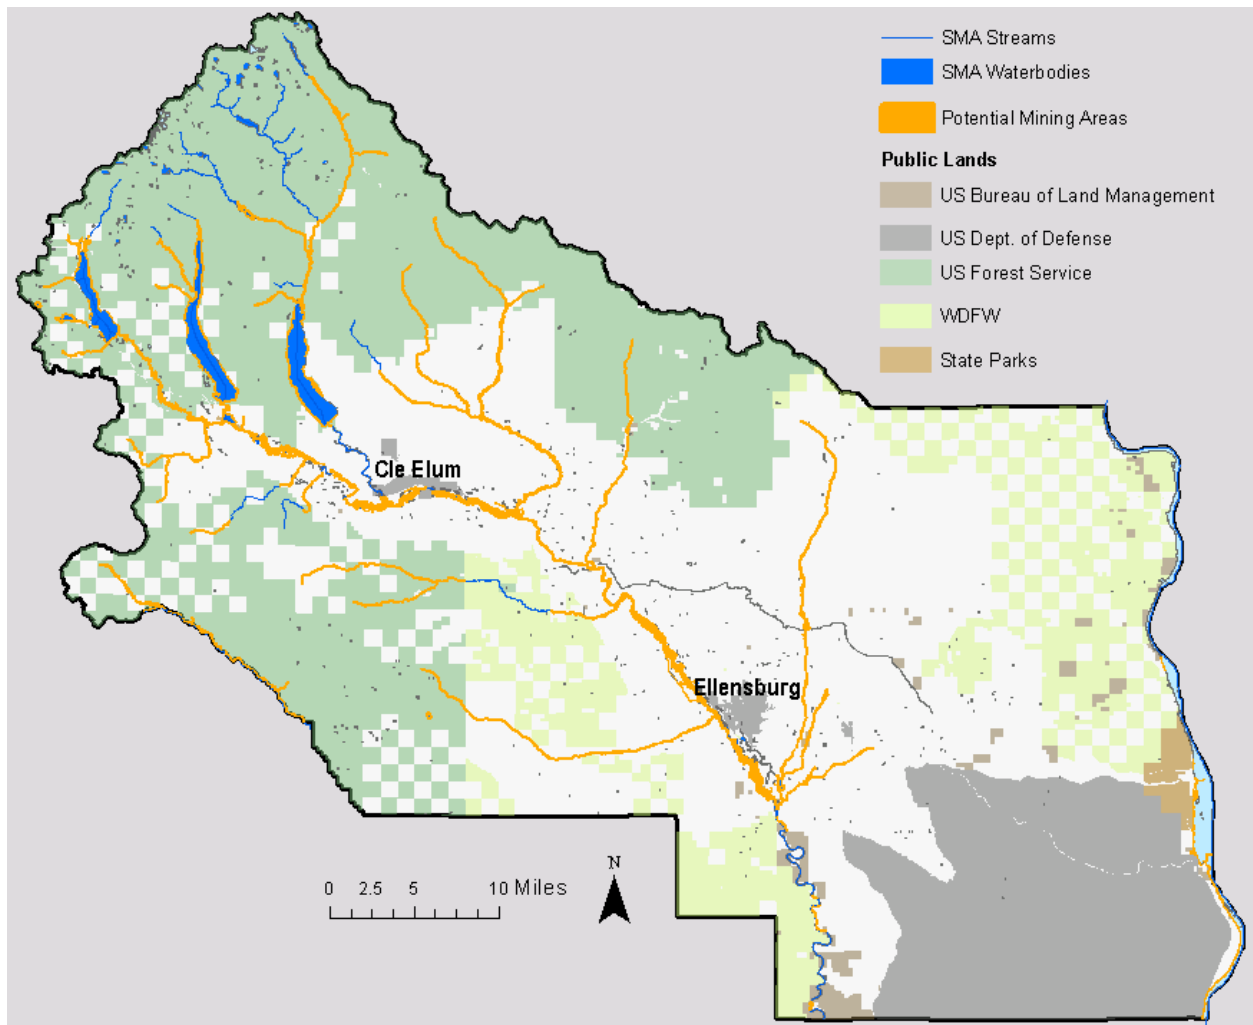 SMA Streams
SMA Waterbodies
Potential Mining Areas
Public Lands
US Bureau of Land Management
US Dept. of Defense
US Forest Service
WDFW
State Parks
Cle Elum
Ellensburg
N
0 2.5 5 10 Miles